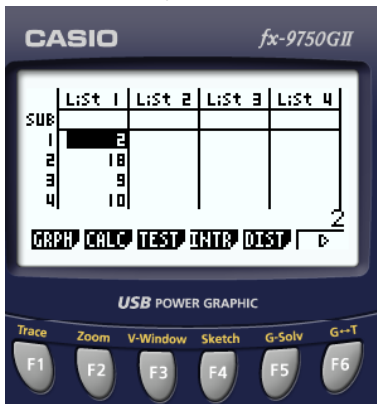 CASIO fx-9750GII
List 1 List 2 List 3 List 4
SUB
1 2
2 18
3 9
4 10
2
GRPH CALC TEST INTR DIST ▷
USB POWER GRAPHIC
Trace Zoom V-Window Sketch G-Solv G↔T
F1 F2 F3 F4 F5 F6